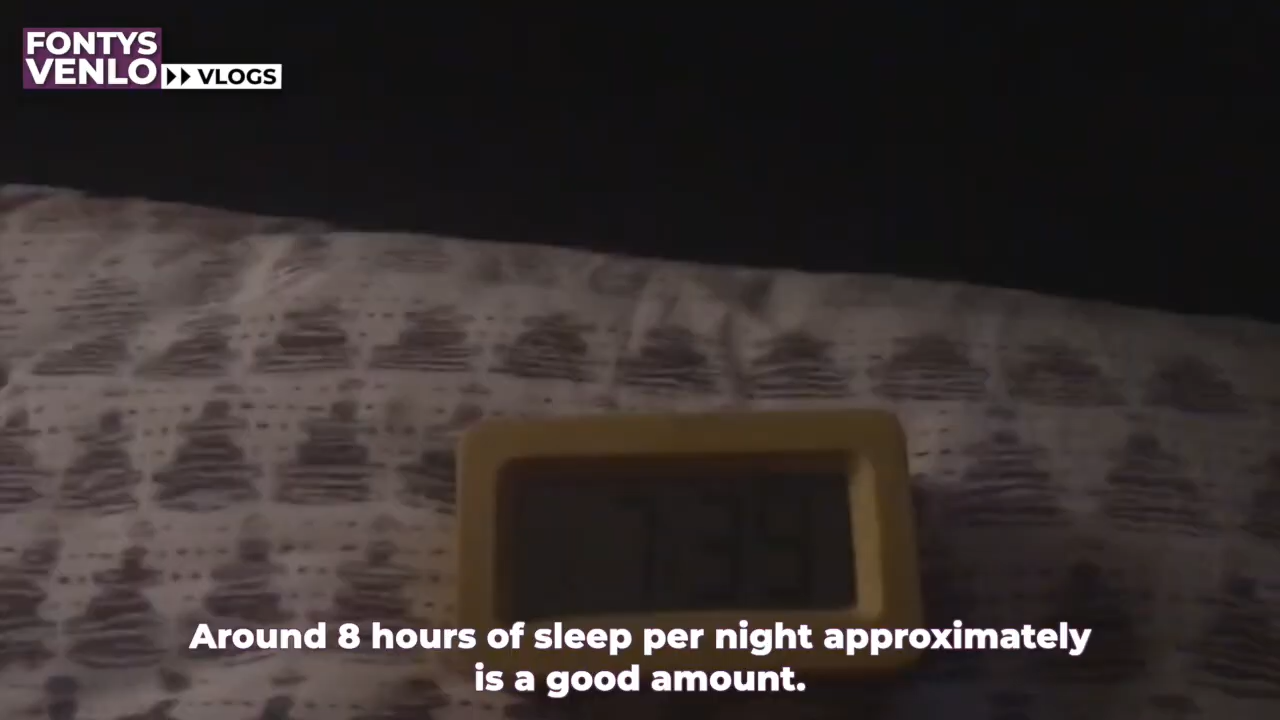 FONTYS
VENLO
VLOGS
Around 8 hours of sleep per night approximately
is a good amount.